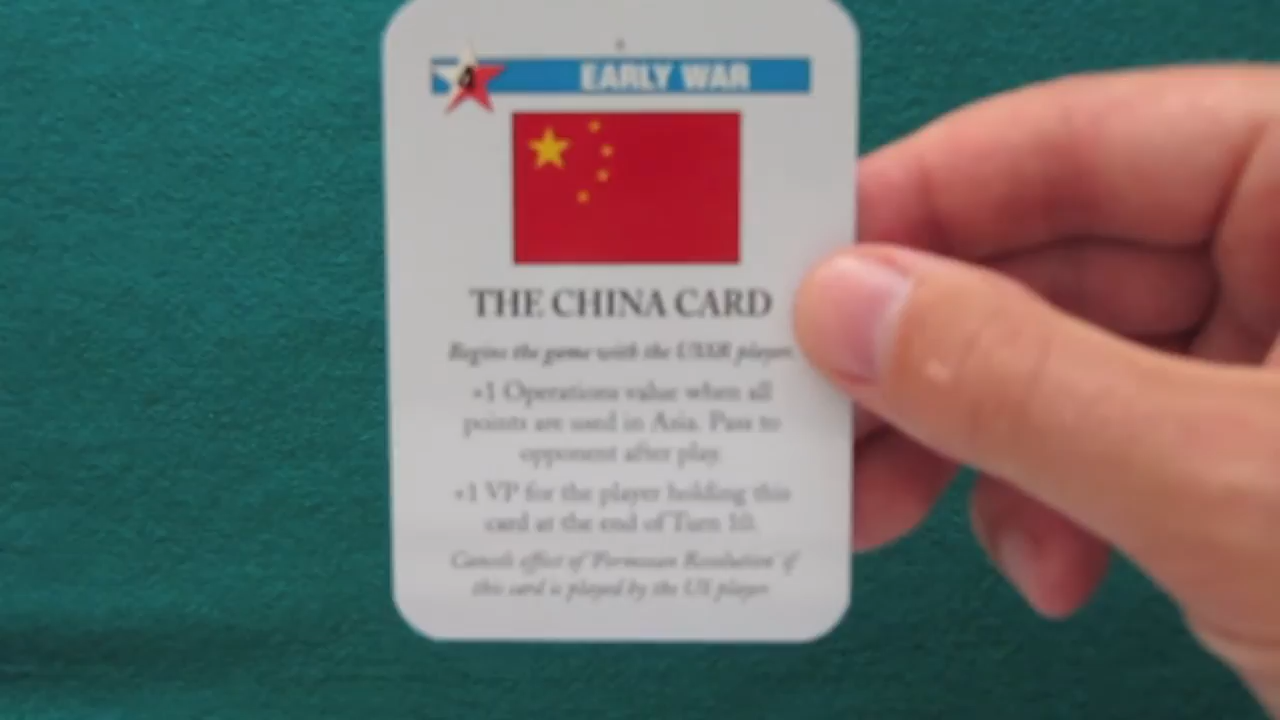 4 EARLY WAR
THE CHINA CARD
Begins the game with the USSR player.
+1 Operations value when all
points are used in Asia. Pass to
opponent after play.
+1 VP for the player holding this
card at the end of Turn 10.
Cancels effect of 'Formosan Resolution' if
this card is played by the US player